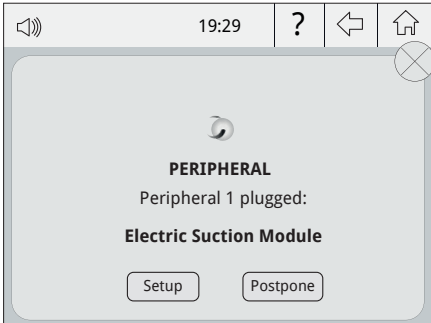 19:29 ?
PERIPHERAL
Peripheral 1 plugged:
Electric Suction Module
Setup Postpone